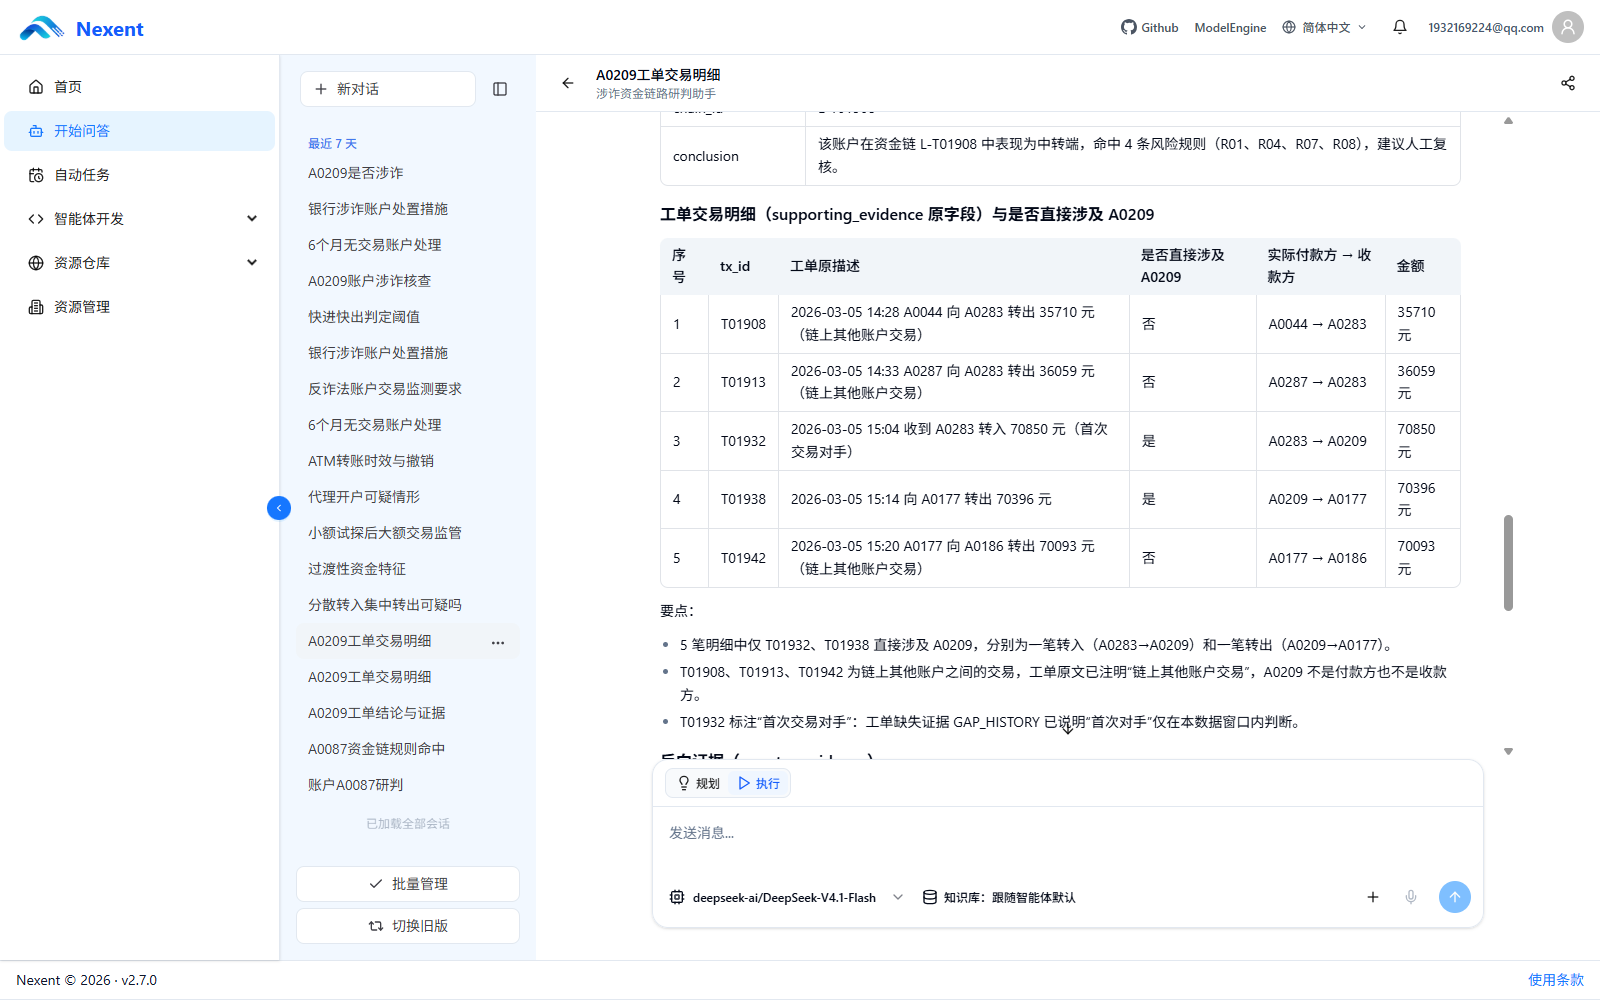 Nexent
Github
ModelEngine
简体中文
1932169224@qq.com
首页
开始问答
自动任务
智能体开发
资源仓库
资源管理
新对话
最近 7 天
A0209是否涉诈
银行涉诈账户处置措施
6个月无交易账户处理
A0209账户涉诈核查
快进快出判定阈值
银行涉诈账户处置措施
反诈法账户交易监测要求
6个月无交易账户处理
ATM转账时效与撤销
代理开户可疑情形
小额试探后大额交易监管
过渡性资金特征
分散转入集中转出可疑吗
A0209工单交易明细
A0209工单交易明细
A0209工单结论与证据
A0087资金链规则命中
账户A0087研判
已加载全部会话
批量管理
切换旧版
A0209工单交易明细
涉诈资金链路研判助手
conclusion
该账户在资金链 L-T01908 中表现为中转端，命中 4 条风险规则（R01、R04、R07、R08），建议人工复
核。
工单交易明细（supporting_evidence 原字段）与是否直接涉及 A0209
序号 tx_id 工单原描述 是否直接涉及 A0209 实际付款方 → 收款方 金额
1 T01908 2026-03-05 14:28 A0044 向 A0283 转出 35710 元（链上其他账户交易） 否 A0044 → A0283 35710 元
2 T01913 2026-03-05 14:33 A0287 向 A0283 转出 36059 元（链上其他账户交易） 否 A0287 → A0283 36059 元
3 T01932 2026-03-05 15:04 收到 A0283 转入 70850 元（首次交易对手） 是 A0283 → A0209 70850 元
4 T01938 2026-03-05 15:14 向 A0177 转出 70396 元 是 A0209 → A0177 70396 元
5 T01942 2026-03-05 15:20 A0177 向 A0186 转出 70093 元（链上其他账户交易） 否 A0177 → A0186 70093 元
要点：
5 笔明细中仅 T01932、T01938 直接涉及 A0209，分别为一笔转入（A0283→A0209）和一笔转出（A0209→A0177）。
T01908、T01913、T01942 为链上其他账户之间的交易，工单原文已注明“链上其他账户交易”，A0209 不是付款方也不是收款
方。
T01932 标注“首次交易对手”：工单缺失证据 GAP_HISTORY 已说明“首次对手”仅在本数据窗口内判断。
规划
执行
发送消息...
deepseek-ai/DeepSeek-V4.1-Flash
知识库：跟随智能体默认
Nexent © 2026 · v2.7.0
使用条款